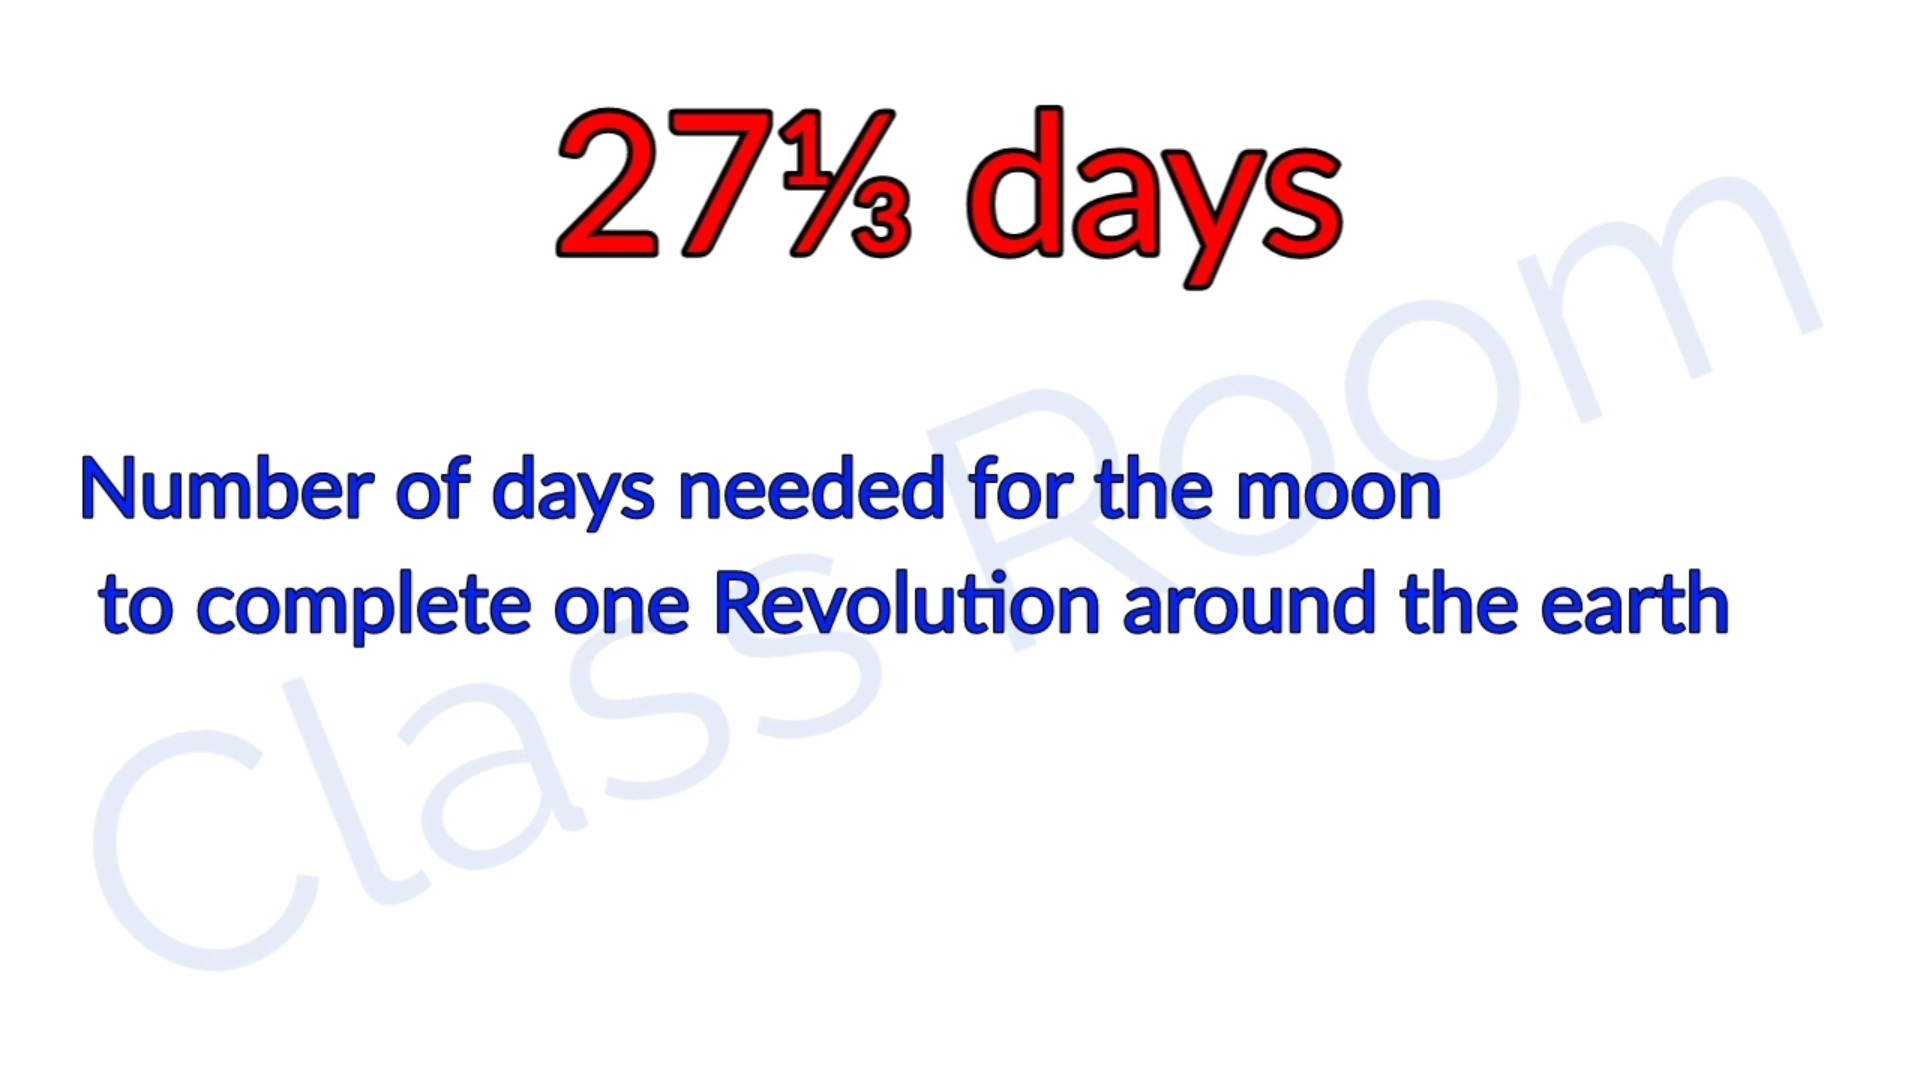 27⅓ days
Number of days needed for the moon
to complete one Revolution around the earth
Class Room